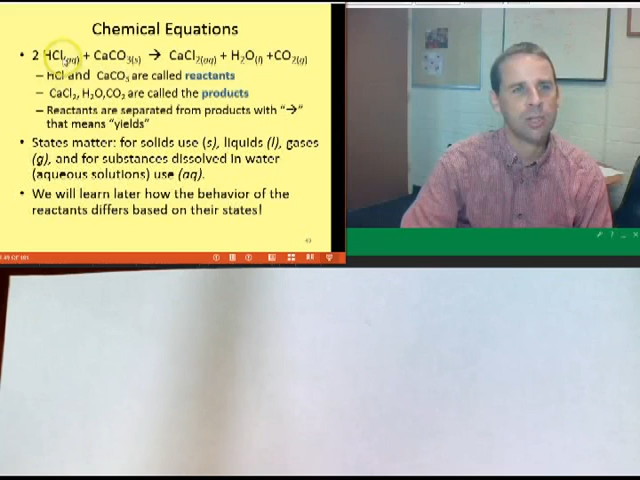 Chemical Equations
• 2 HCl(aq) + CaCO3(s) → CaCl2(aq) + H2O(l) +CO2(g)
– HCl and CaCO3 are called reactants
– CaCl2, H2O,CO2 are called the products
– Reactants are separated from products with "→"
that means "yields"
• States matter: for solids use (s), liquids (l), gases
(g), and for substances dissolved in water
(aqueous solutions) use (aq).
• We will learn later how the behavior of the
reactants differs based on their states!